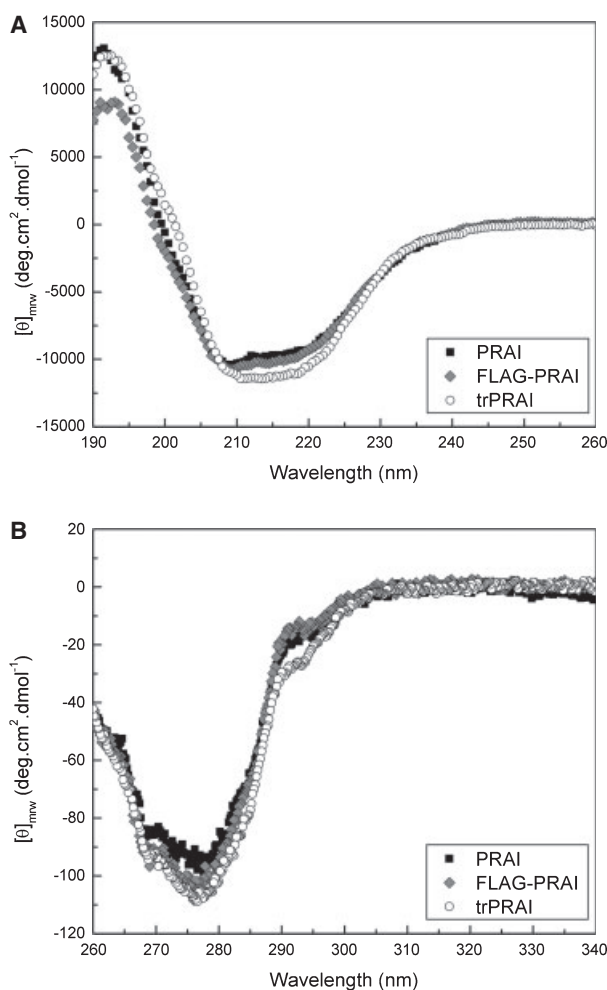 A
15000
10000
5000
0
-5000
-10000
-15000
[θ]mrw (deg.cm².dmol⁻¹)
PRAI
FLAG-PRAI
trPRAI
190 200 210 220 230 240 250 260
Wavelength (nm)
B
20
0
-20
-40
-60
-80
-100
-120
[θ]mrw (deg.cm².dmol⁻¹)
PRAI
FLAG-PRAI
trPRAI
260 270 280 290 300 310 320 330 340
Wavelength (nm)